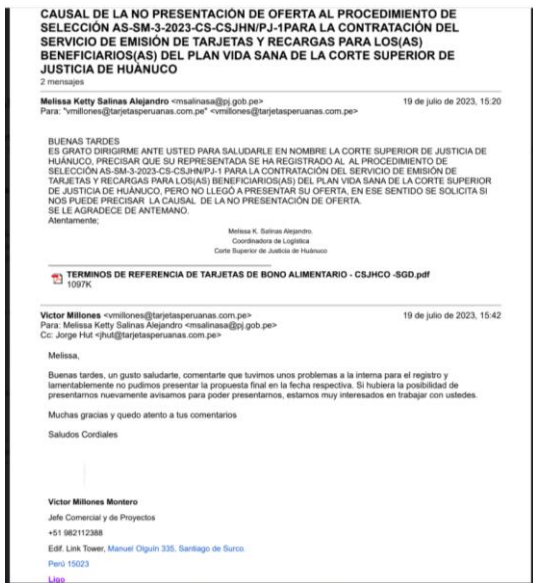 CAUSAL DE LA NO PRESENTACIÓN DE OFERTA AL PROCEDIMIENTO DE
SELECCIÓN AS-SM-3-2023-CS-CSJHN/PJ-1PARA LA CONTRATACIÓN DEL
SERVICIO DE EMISIÓN DE TARJETAS Y RECARGAS PARA LOS(AS)
BENEFICIARIOS(AS) DEL PLAN VIDA SANA DE LA CORTE SUPERIOR DE
JUSTICIA DE HUÁNUCO
2 mensajes
Melissa Ketty Salinas Alejandro <msalinasa@pj.gob.pe> 19 de julio de 2023, 15:20
Para: "vmillones@tarjetasperuanas.com.pe" <vmillones@tarjetasperuanas.com.pe>
BUENAS TARDES
ES GRATO DIRIGIRME ANTE USTED PARA SALUDARLE EN NOMBRE LA CORTE SUPERIOR DE JUSTICIA DE
HUÁNUCO, PRECISAR QUE SU REPRESENTADA SE HA REGISTRADO AL AL PROCEDIMIENTO DE
SELECCIÓN AS-SM-3-2023-CS-CSJHN/PJ-1 PARA LA CONTRATACIÓN DEL SERVICIO DE EMISIÓN DE
TARJETAS Y RECARGAS PARA LOS(AS) BENEFICIARIOS(AS) DEL PLAN VIDA SANA DE LA CORTE SUPERIOR
DE JUSTICIA DE HUÁNUCO, PERO NO LLEGÓ A PRESENTAR SU OFERTA, EN ESE SENTIDO SE SOLICITA SI
NOS PUEDE PRECISAR LA CAUSAL DE LA NO PRESENTACIÓN DE OFERTA.
SE LE AGRADECE DE ANTEMANO.
Atentamente;
Melissa K. Salinas Alejandro.
Coordinadora de Logística
Corte Superior de Justicia de Huánuco
TERMINOS DE REFERENCIA DE TARJETAS DE BONO ALIMENTARIO - CSJHCO -SGD.pdf
1097K
Victor Millones <vmillones@tarjetasperuanas.com.pe> 19 de julio de 2023, 15:42
Para: Melissa Ketty Salinas Alejandro <msalinasa@pj.gob.pe>
Cc: Jorge Hut <jhut@tarjetasperuanas.com.pe>
Melissa,
Buenas tardes, un gusto saludarte, comentarte que tuvimos unos problemas a la interna para el registro y
lamentablemente no pudimos presentar la propuesta final en la fecha respectiva. Si hubiera la posibilidad de
presentarnos nuevamente avisarnos para poder presentarnos, estamos muy interesados en trabajar con ustedes.
Muchas gracias y quedo atento a tus comentarios
Saludos Cordiales
Victor Millones Montero
Jefe Comercial y de Proyectos
+51 982112388
Edif. Link Tower, Manuel Olguín 335, Santiago de Surco.
Perú 15023
Ligo